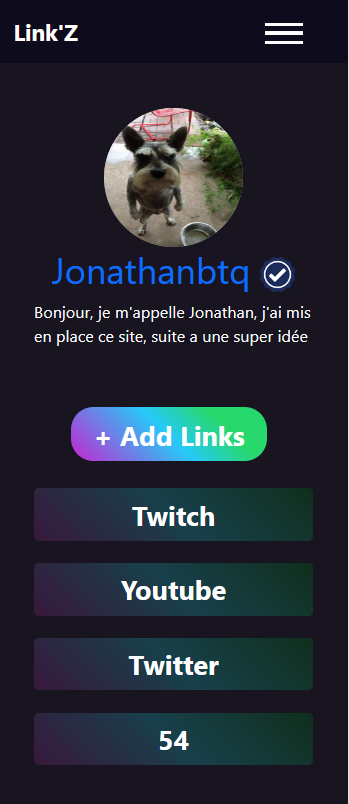 Link'Z
Jonathanbtq
Bonjour, je m'appelle Jonathan, j'ai mis
en place ce site, suite a une super idée
+ Add Links
Twitch
Youtube
Twitter
54